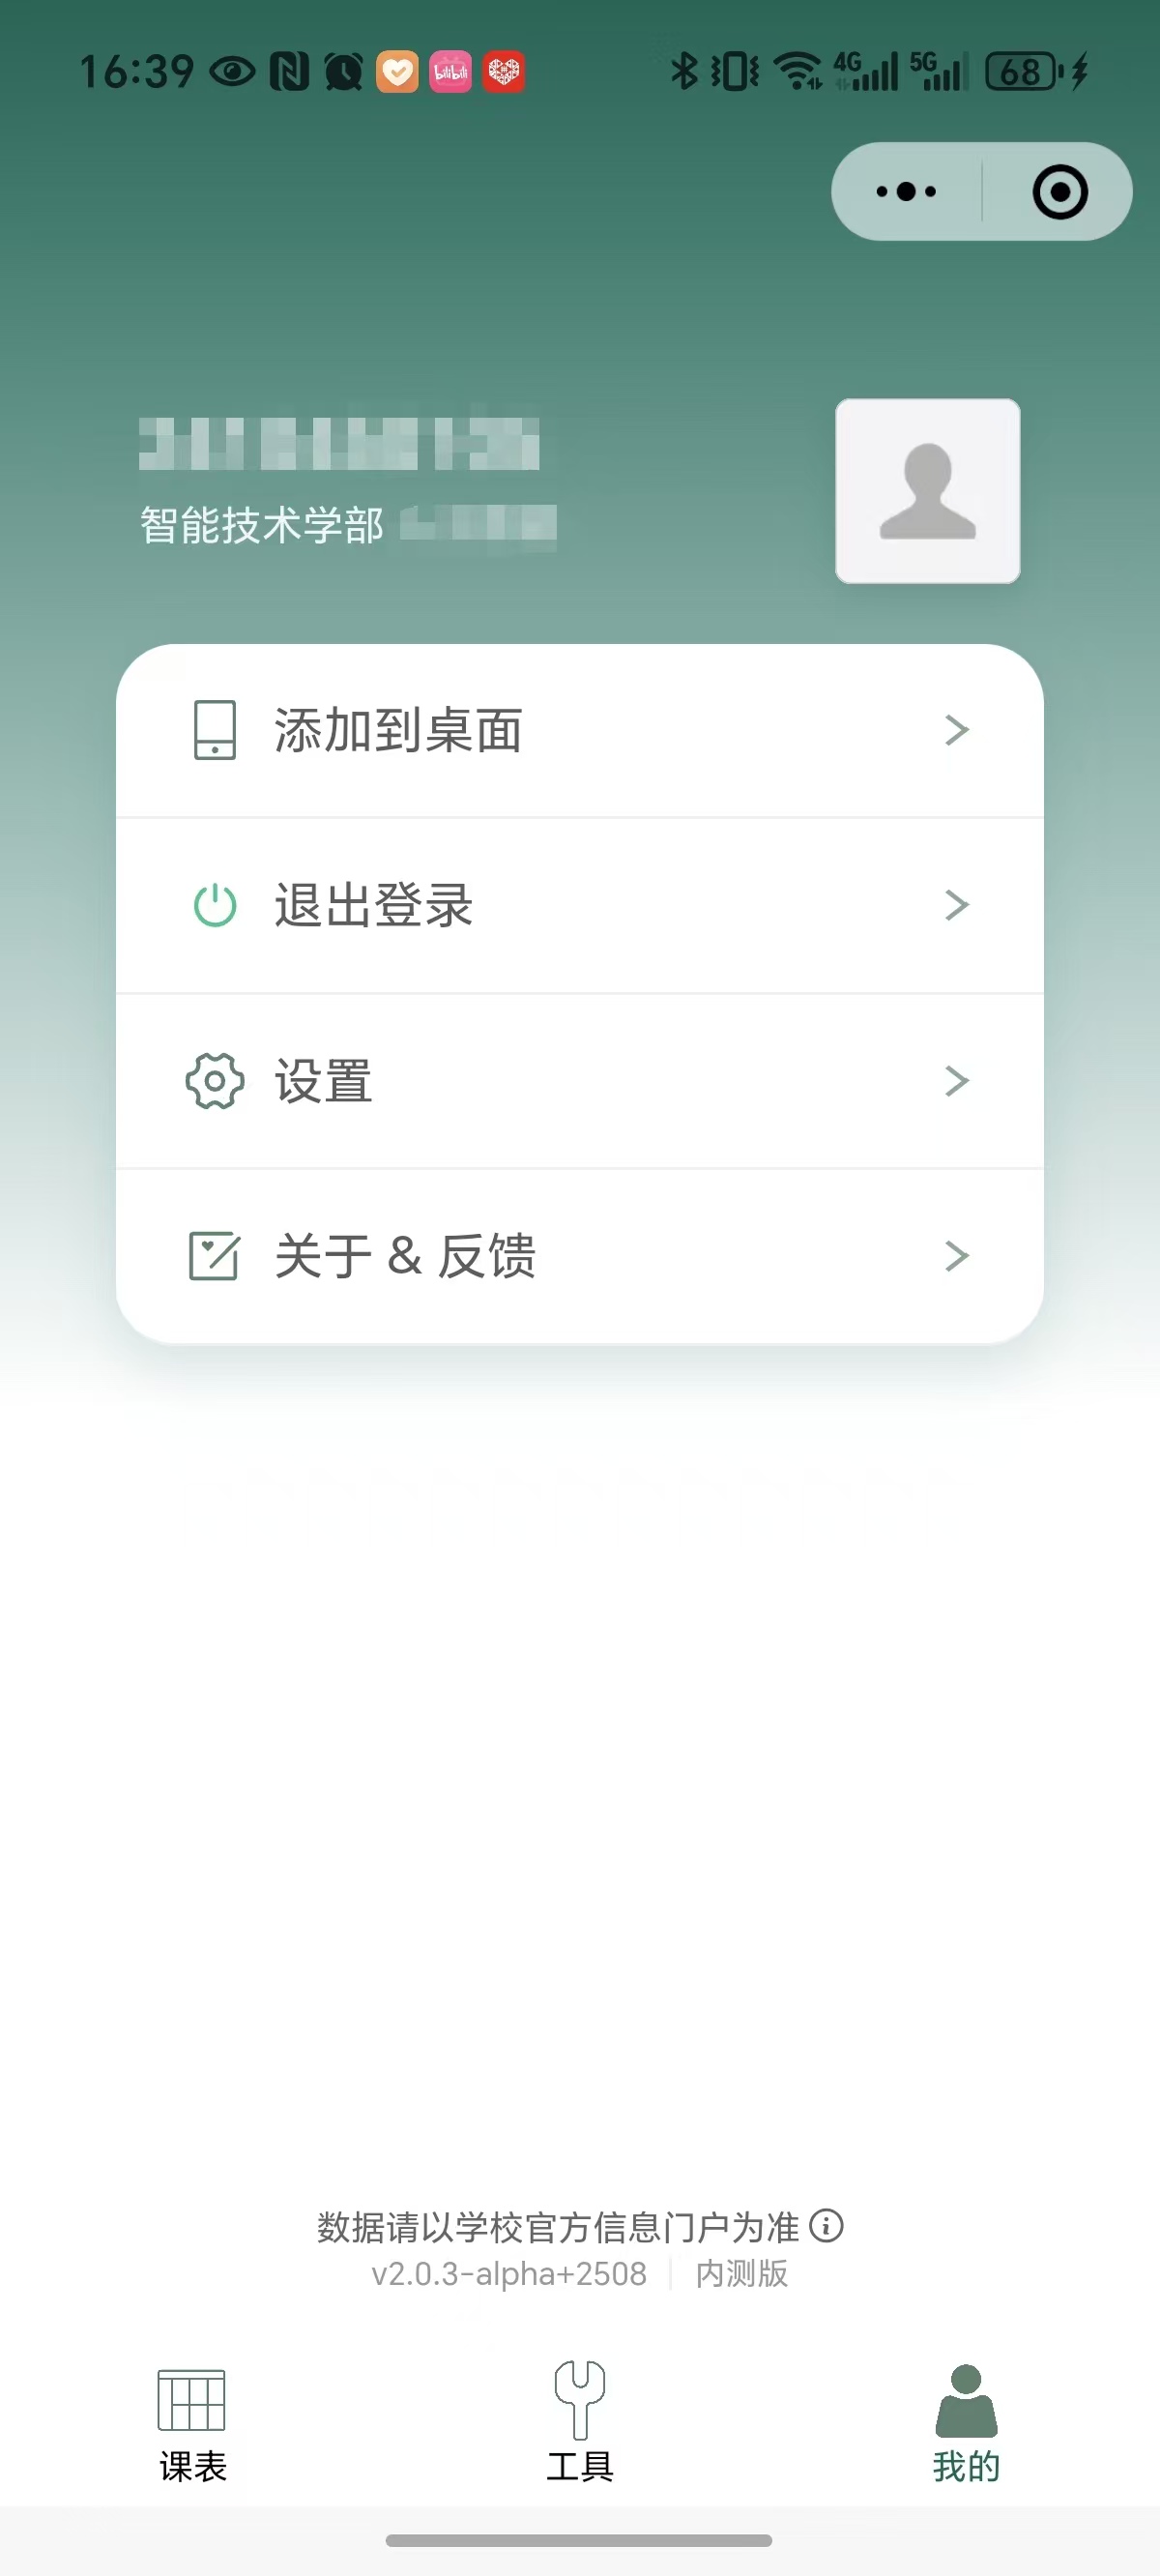 16:39
bilibili
4G
5G
68
智能技术学部
添加到桌面
退出登录
设置
关于 & 反馈
数据请以学校官方信息门户为准
v2.0.3-alpha+2508
内测版
课表
工具
我的